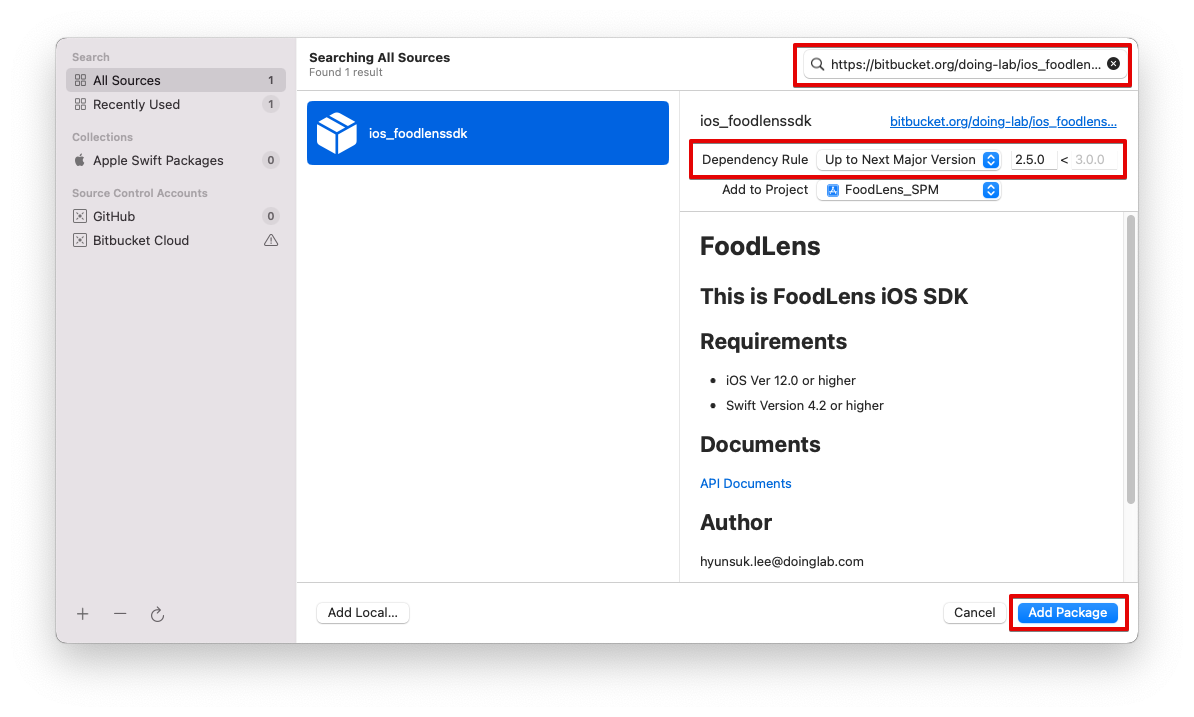 Search
All Sources 1
Recently Used 1
Collections
Apple Swift Packages 0
Source Control Accounts
GitHub 0
Bitbucket Cloud
Searching All Sources
Found 1 result
https://bitbucket.org/doing-lab/ios_foodlen...
ios_foodlenssdk
ios_foodlenssdk bitbucket.org/doing-lab/ios_foodlens...
Dependency Rule Up to Next Major Version 2.5.0 < 3.0.0
Add to Project FoodLens_SPM
FoodLens
This is FoodLens iOS SDK
Requirements
• iOS Ver 12.0 or higher
• Swift Version 4.2 or higher
Documents
API Documents
Author
hyunsuk.lee@doinglab.com
Add Local... Cancel Add Package